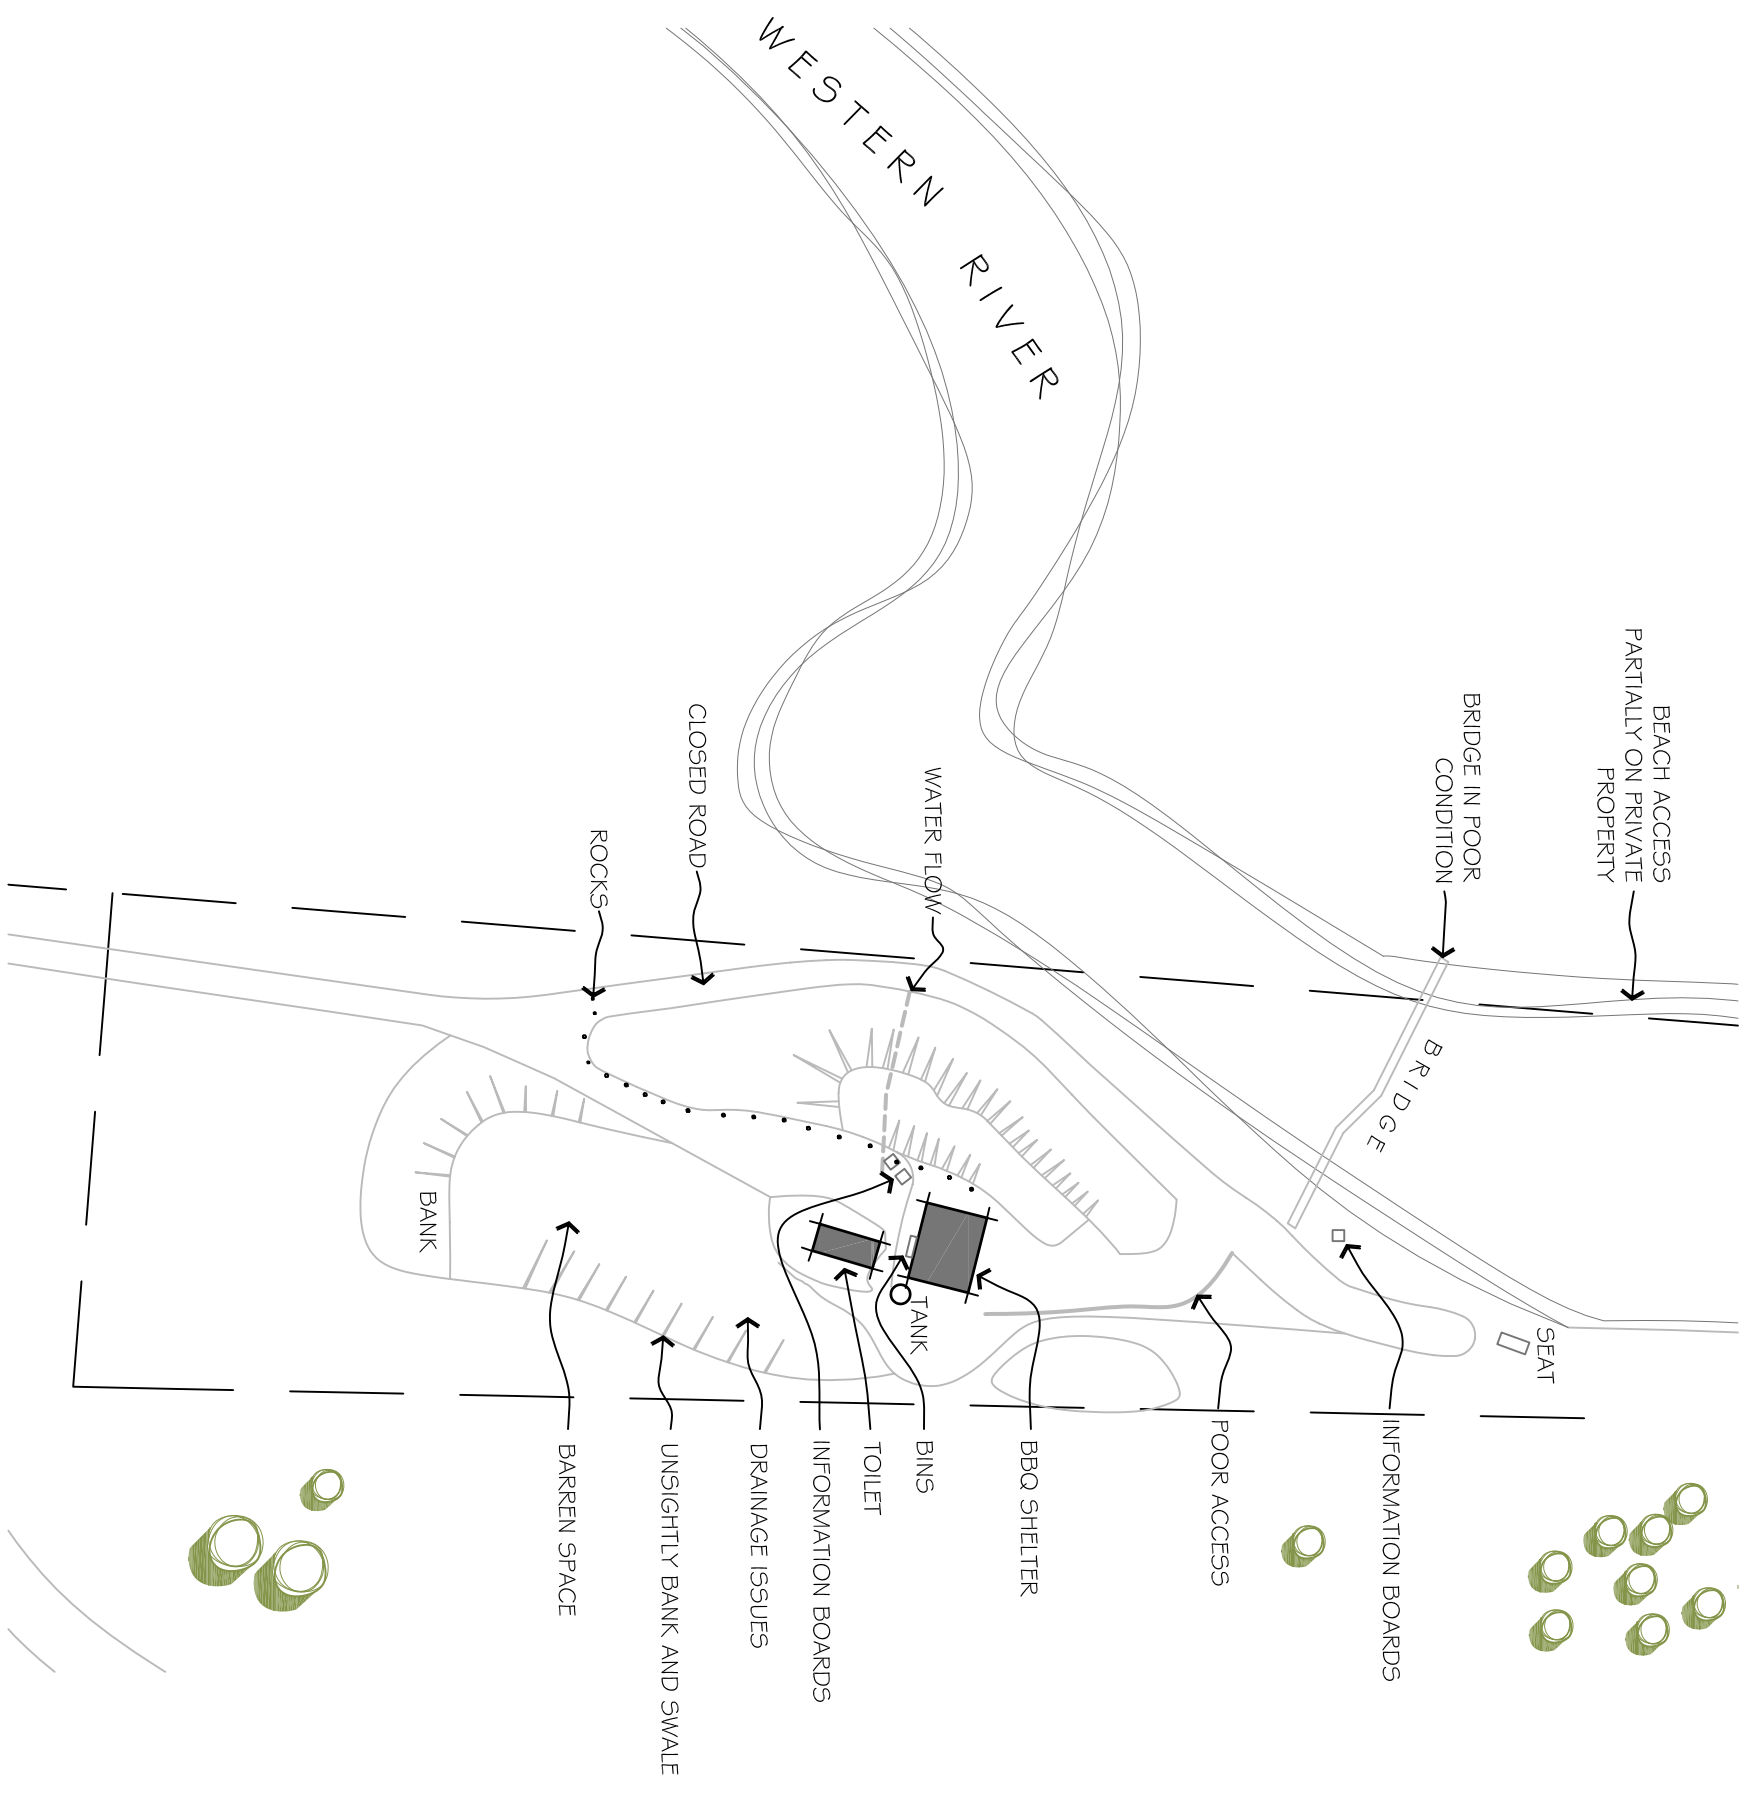 WESTERN RIVER
BEACH ACCESS
PARTIALLY ON PRIVATE
PROPERTY
BRIDGE IN POOR
CONDITION
WATER FLOW
CLOSED ROAD
ROCKS
BRIDGE
SEAT
TANK
BANK
INFORMATION BOARDS
POOR ACCESS
BBQ SHELTER
BINS
TOILET
INFORMATION BOARDS
DRAINAGE ISSUES
UNSIGHTLY BANK AND SWALE
BARREN SPACE